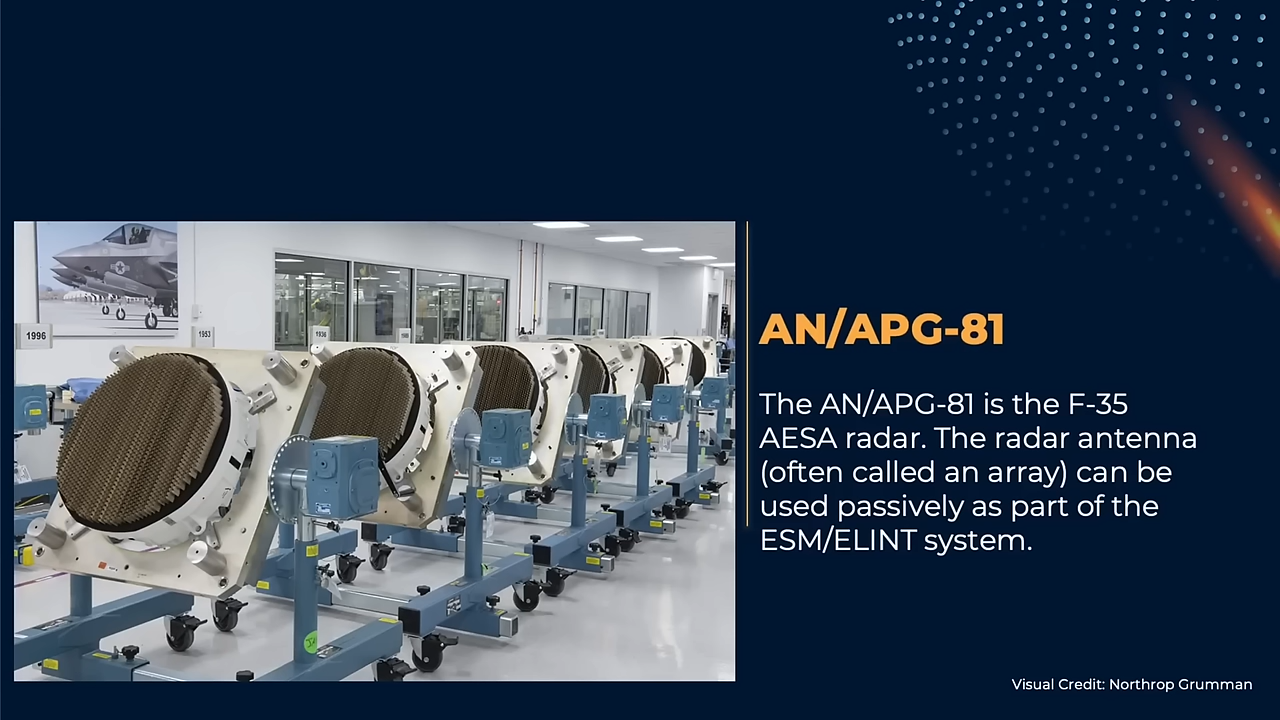 1996
1953
1936
AN/APG-81
The AN/APG-81 is the F-35
AESA radar. The radar antenna
(often called an array) can be
used passively as part of the
ESM/ELINT system.
Visual Credit: Northrop Grumman